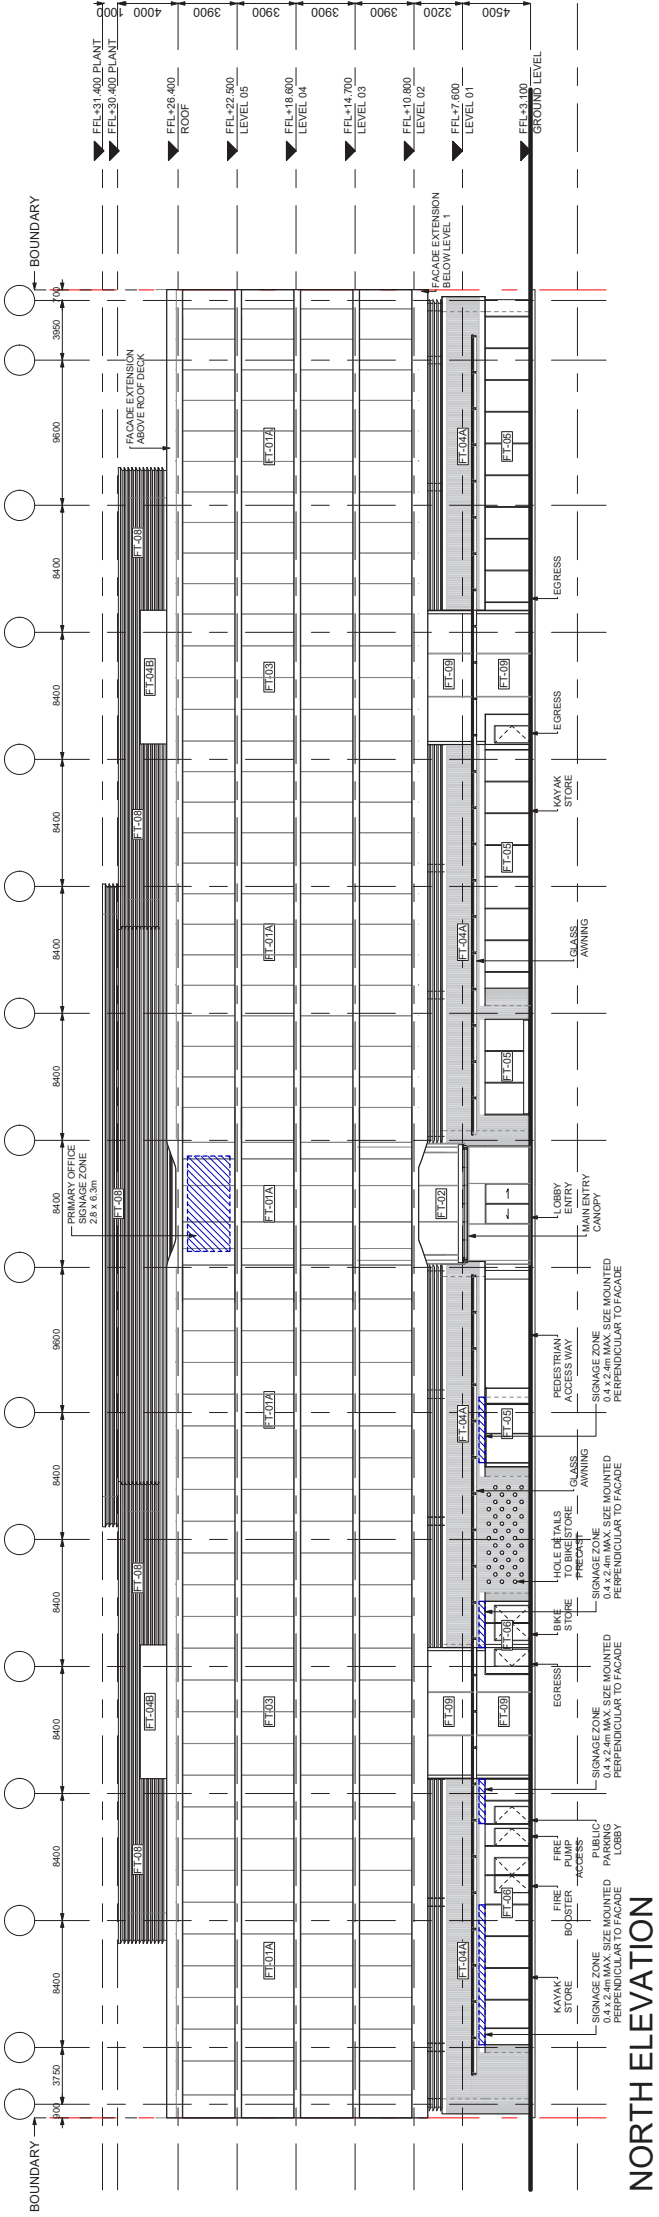 BOUNDARY
900
3750
8400
8400
8400
8400
8400
9600
8400
8400
8400
8400
8400
8400
9600
3950
700
BOUNDARY
PRIMARY OFFICE
SIGNAGE ZONE
2.8 x 6.3m
FACADE EXTENSION
ABOVE ROOF DECK
FT-08
FT-08
FT-08
FT-08
FT-08
FT-04B
FT-04B
FT-01A
FT-03
FT-01A
FT-01A
FT-01A
FT-03
FT-01A
FACADE EXTENSION
BELOW LEVEL 1
FT-04A
FT-09
FT-04A
FT-02
FT-04A
FT-09
FT-04A
FT-06
FT-09
FT-06
FT-05
FT-05
FT-05
FT-09
FT-05
FFL+31.400 PLANT
FFL+30.400 PLANT
FFL+26.400
ROOF
FFL+22.500
LEVEL 05
FFL+18.600
LEVEL 04
FFL+14.700
LEVEL 03
FFL+10.800
LEVEL 02
FFL+7.600
LEVEL 01
FFL+3.100
GROUND LEVEL
1000
4000
3900
3900
3900
3900
3200
4500
KAYAK
STORE
FIRE
BOOSTER
FIRE
PUMP
ACCESS
PUBLIC
PARKING
LOBBY
EGRESS
BIKE
STORE
HOLE DETAILS
TO BIKE STORE
PRECAST
GLASS
AWNING
PEDESTRIAN
ACCESS WAY
LOBBY
ENTRY
MAIN ENTRY
CANOPY
GLASS
AWNING
KAYAK
STORE
EGRESS
EGRESS
SIGNAGE ZONE
0.4 x 2.4m MAX. SIZE MOUNTED
PERPENDICULAR TO FACADE
SIGNAGE ZONE
0.4 x 2.4m MAX. SIZE MOUNTED
PERPENDICULAR TO FACADE
SIGNAGE ZONE
0.4 x 2.4m MAX. SIZE MOUNTED
PERPENDICULAR TO FACADE
SIGNAGE ZONE
0.4 x 2.4m MAX. SIZE MOUNTED
PERPENDICULAR TO FACADE
NORTH ELEVATION